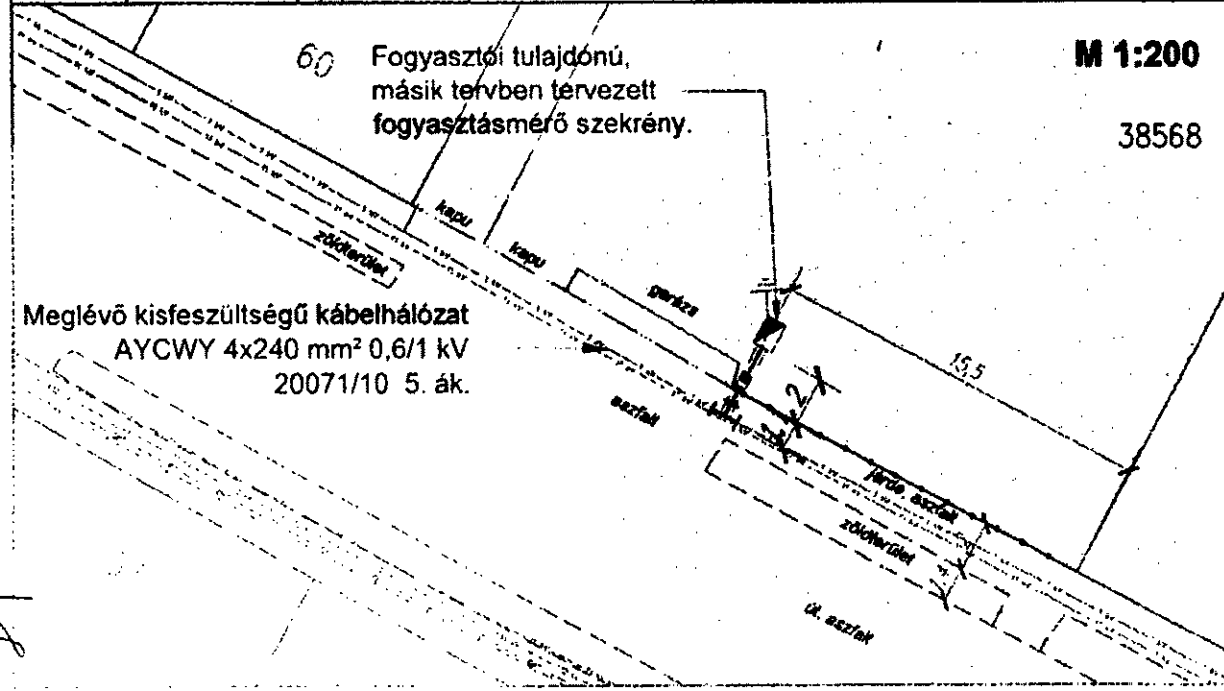 60
Fogyasztói tulajdonú,
másik tervben tervezett
fogyasztásmérő szekrény.
M 1:200
38568
kapu
kapu
zöldterület
garázs
Meglévő kisfeszültségű kábelhálózat
AYCWY 4x240 mm² 0,6/1 kV
20071/10 5. ák.
15,5
2
aszfalt
járda, aszfalt
zöldterület
út, aszfalt